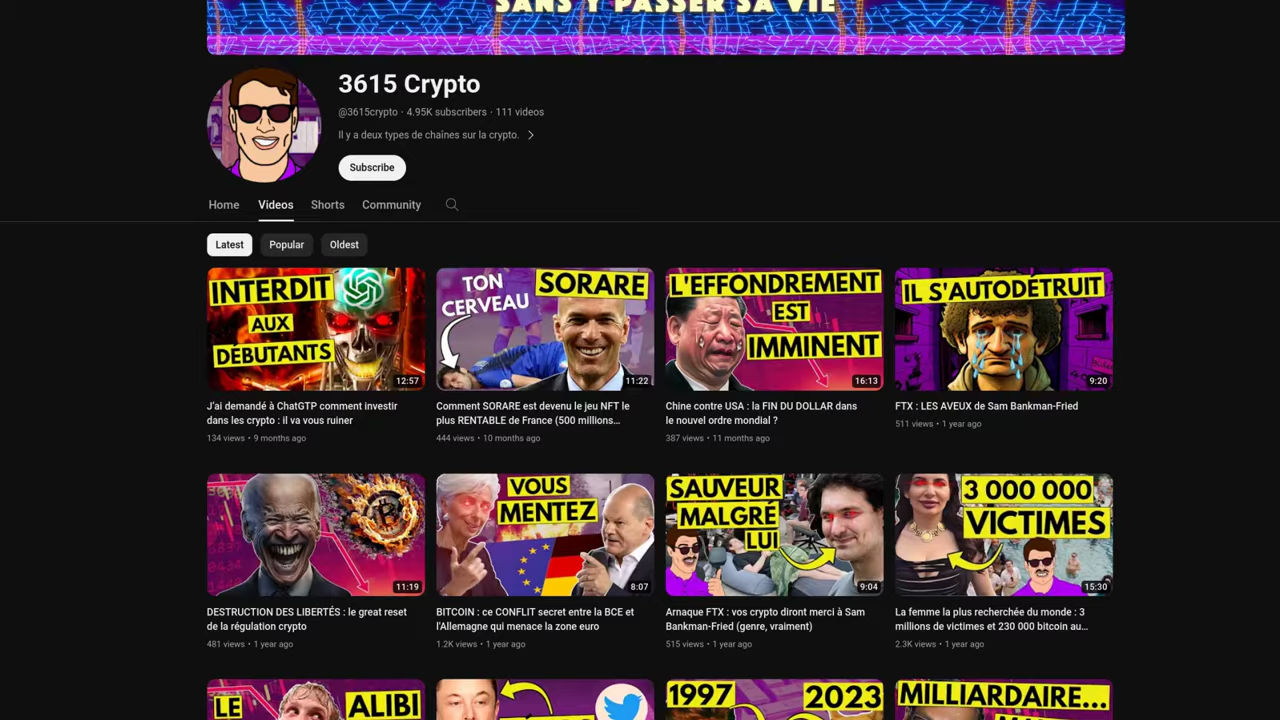 SANS Y PASSER SA VIE
3615 Crypto
@3615crypto · 4.95K subscribers · 111 videos
Il y a deux types de chaînes sur la crypto.
Subscribe
Home
Videos
Shorts
Community
Latest
Popular
Oldest
INTERDIT
AUX
DÉBUTANTS
12:57
TON
CERVEAU
SORARE
11:22
L'EFFONDREMENT
EST
IMMINENT
16:13
IL S'AUTODÉTRUIT
9:20
J'ai demandé à ChatGTP comment investir
dans les crypto : il va vous ruiner
134 views • 9 months ago
Comment SORARE est devenu le jeu NFT le
plus RENTABLE de France (500 millions...
444 views • 10 months ago
Chine contre USA : la FIN DU DOLLAR dans
le nouvel ordre mondial ?
387 views • 11 months ago
FTX : LES AVEUX de Sam Bankman-Fried
511 views • 1 year ago
11:19
VOUS
MENTEZ
8:07
SAUVEUR
MALGRÉ
LUI
9:04
3 000 000
VICTIMES
15:30
DESTRUCTION DES LIBERTÉS : le great reset
de la régulation crypto
481 views • 1 year ago
BITCOIN : ce CONFLIT secret entre la BCE et
l'Allemagne qui menace la zone euro
1.2K views • 1 year ago
Arnaque FTX : vos crypto diront merci à Sam
Bankman-Fried (genre, vraiment)
515 views • 1 year ago
La femme la plus recherchée du monde : 3
millions de victimes et 230 000 bitcoin au...
2.3K views • 1 year ago
LE
ALIBI
1997
2023
MILLIARDAIRE...